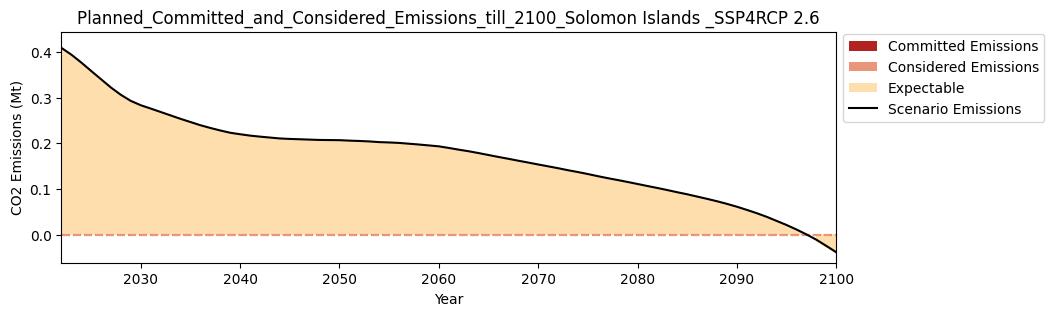 Planned_Committed_and_Considered_Emissions_till_2100_Solomon Islands _SSP4RCP 2.6
Committed Emissions
Considered Emissions
Expectable
Scenario Emissions
CO2 Emissions (Mt)
0.4
0.3
0.2
0.1
0.0
2030 2040 2050 2060 2070 2080 2090 2100
Year